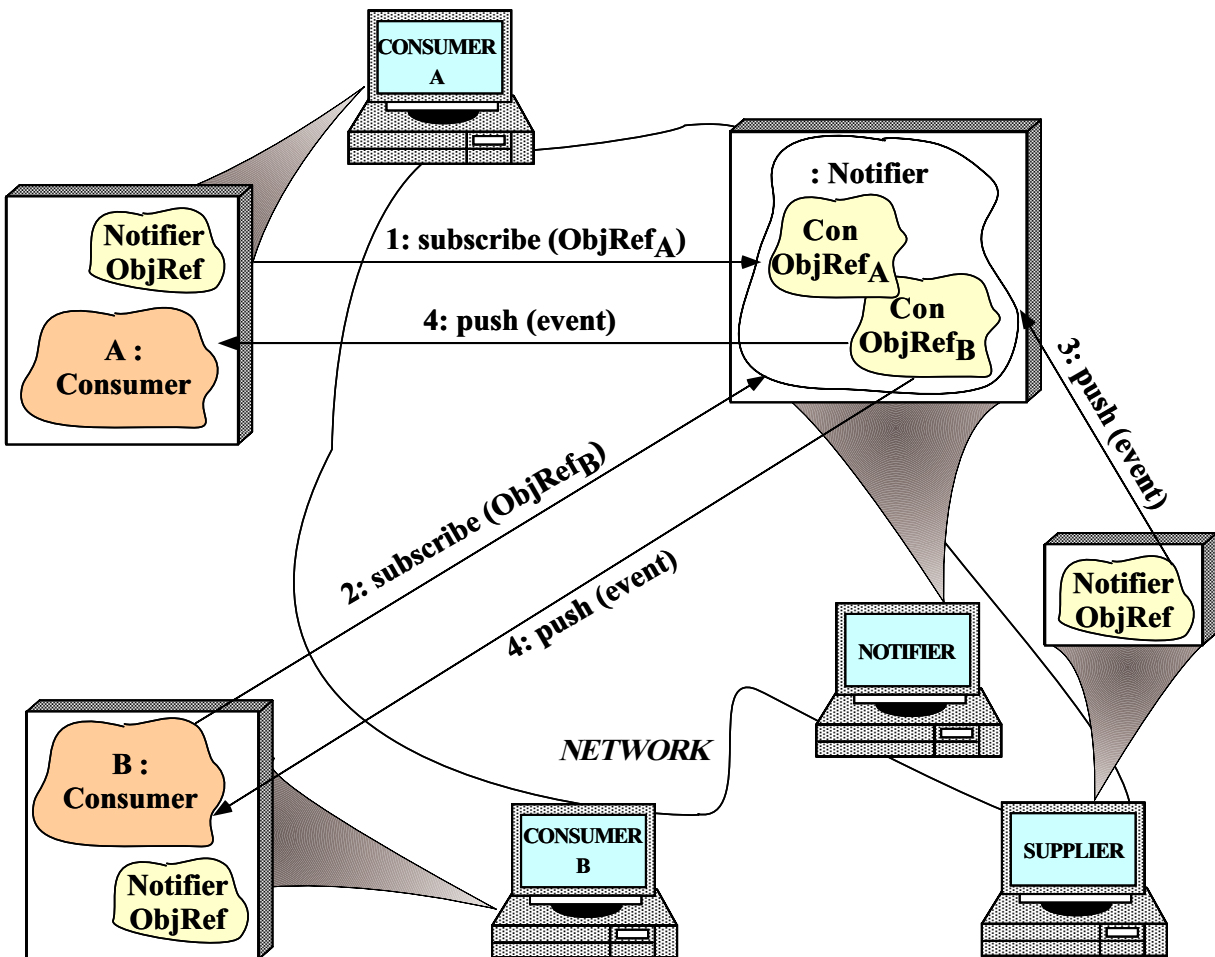 CONSUMER
A
: Notifier
Notifier
ObjRef
1: subscribe (ObjRefA)
Con
ObjRefA
4: push (event)
Con
ObjRefB
A :
Consumer
3: push (event)
2: subscribe (ObjRefB)
4: push (event)
Notifier
ObjRef
NOTIFIER
NETWORK
B :
Consumer
CONSUMER
B
SUPPLIER
Notifier
ObjRef